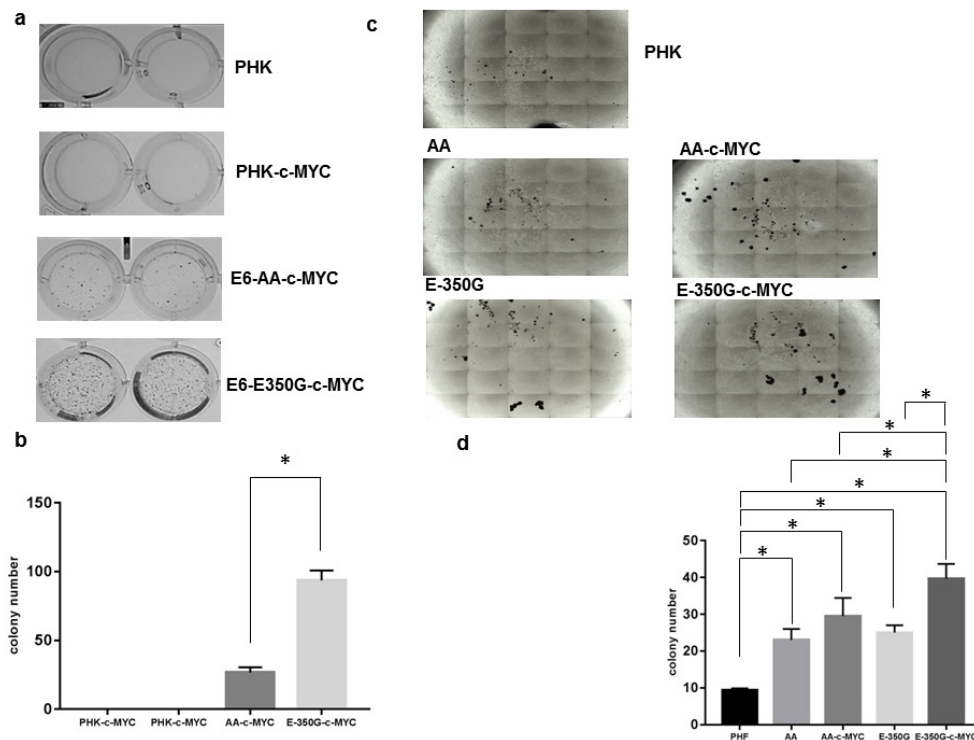 a
PHK
PHK-c-MYC
E6-AA-c-MYC
E6-E350G-c-MYC
b
*
150
100
50
0
colony number
PHK-c-MYC PHK-c-MYC AA-c-MYC E-350G-c-MYC
c
PHK
AA
AA-c-MYC
E-350G
E-350G-c-MYC
d
*
*
*
*
*
*
*
50
40
30
20
10
0
colony number
PHF AA AA-c-MYC E-350G E-350G-c-MYC